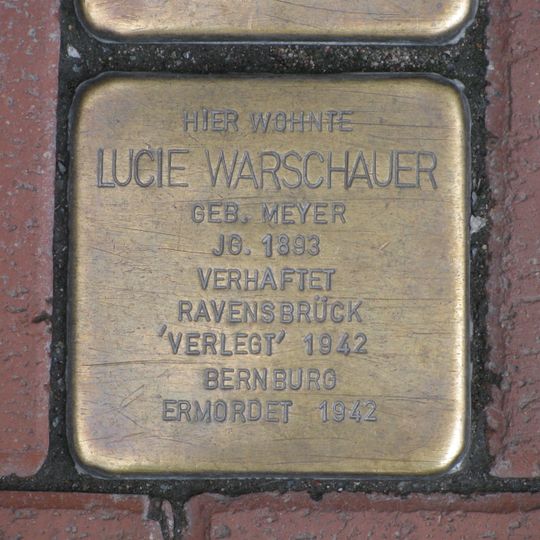 HIER WOHNTE
LUCIE WARSCHAUER
GEB. MEYER
JG. 1893
VERHAFTET
RAVENSBRÜCK
'VERLEGT' 1942
BERNBURG
ERMORDET 1942